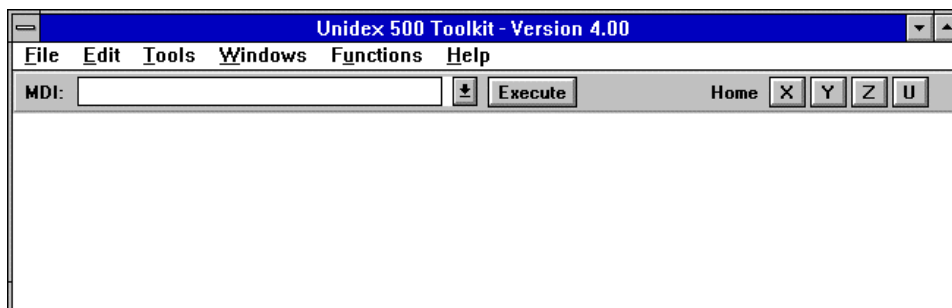 Unidex 500 Toolkit - Version 4.00
File Edit Tools Windows Functions Help
MDI: Execute Home X Y Z U